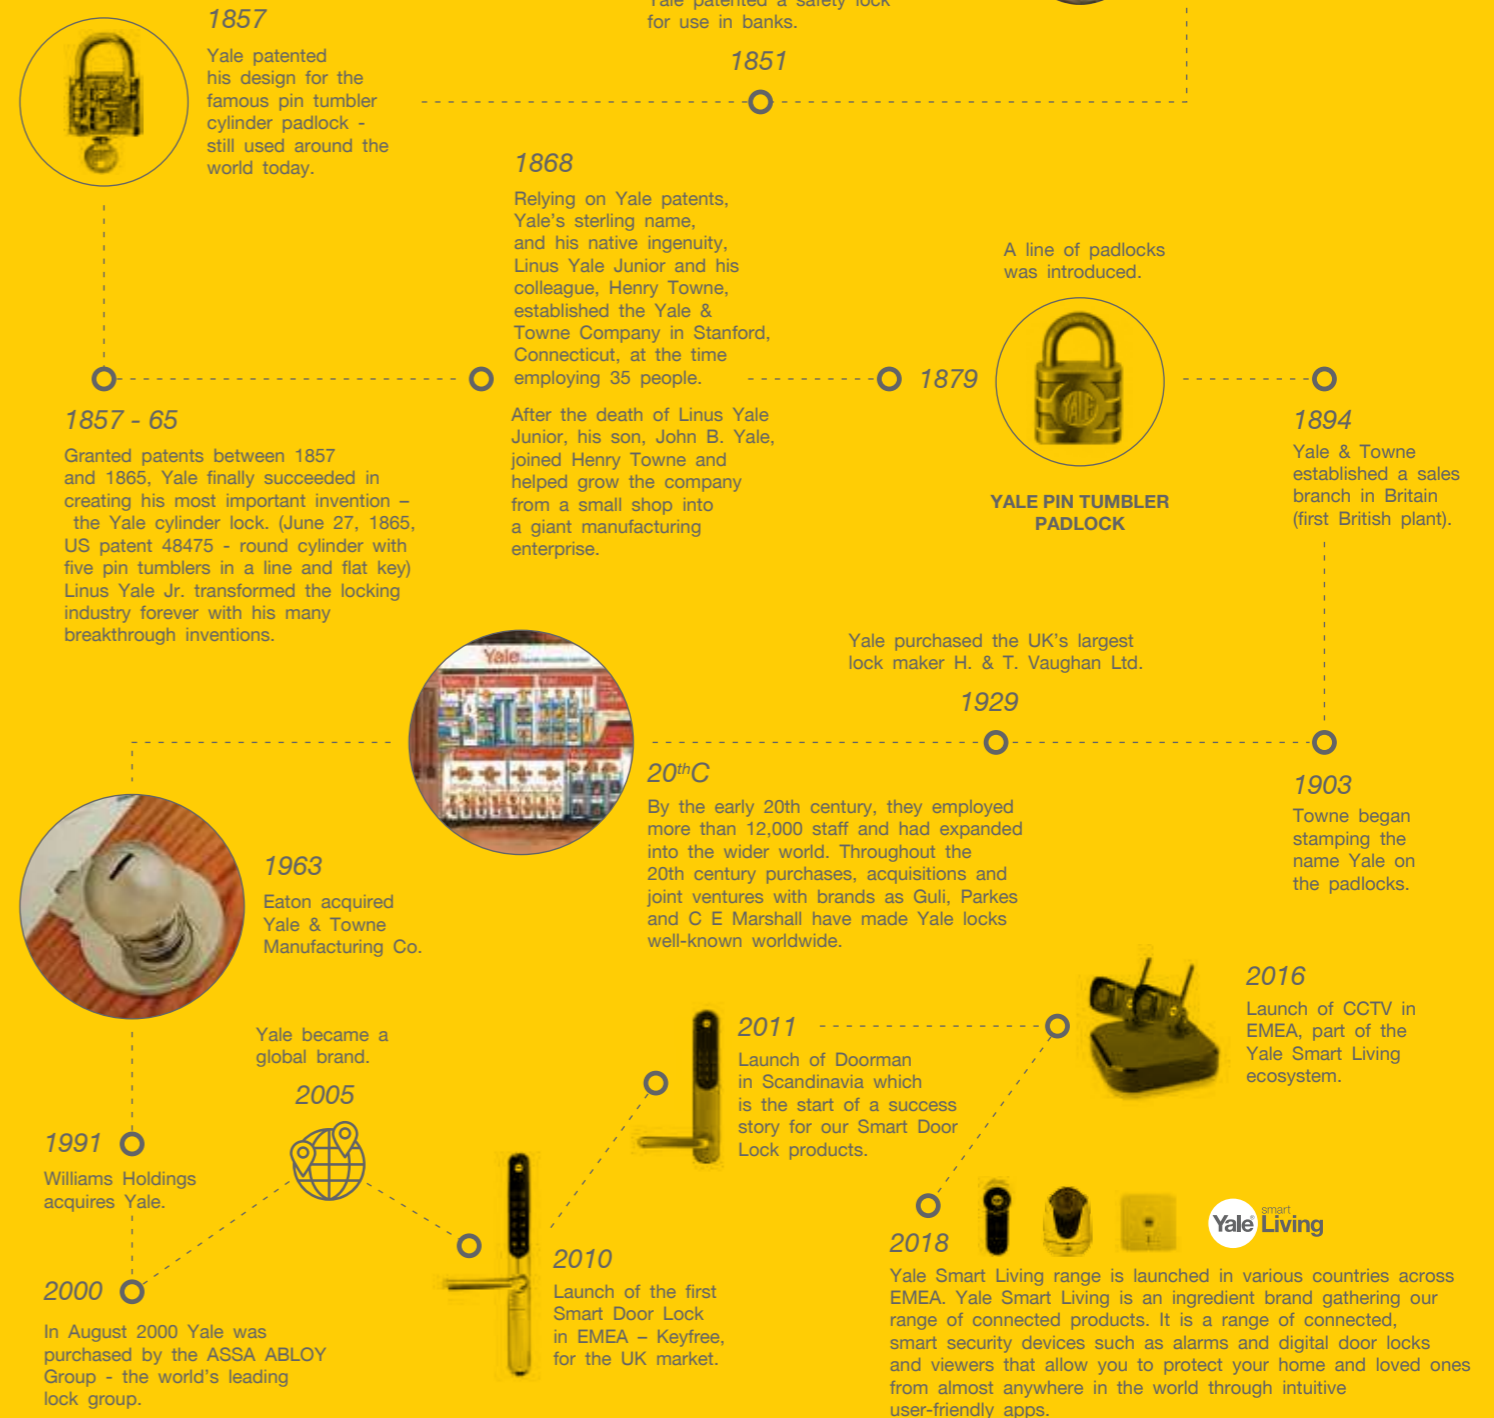 Yale patented a safety lock
for use in banks.
1851
1857
Yale patented
his design for the
famous pin tumbler
cylinder padlock -
still used around the
world today.
1857 - 65
Granted patents between 1857
and 1865, Yale finally succeeded in
creating his most important invention –
the Yale cylinder lock. (June 27, 1865,
US patent 48475 - round cylinder with
five pin tumblers in a line and flat key)
Linus Yale Jr. transformed the locking
industry forever with his many
breakthrough inventions.
1868
Relying on Yale patents,
Yale's sterling name,
and his native ingenuity,
Linus Yale Junior and his
colleague, Henry Towne,
established the Yale &
Towne Company in Stanford,
Connecticut, at the time
employing 35 people.
After the death of Linus Yale
Junior, his son, John B. Yale,
joined Henry Towne and
helped grow the company
from a small shop into
a giant manufacturing
enterprise.
A line of padlocks
was introduced.
1879
YALE
YALE PIN TUMBLER
PADLOCK
1894
Yale & Towne
established a sales
branch in Britain
(first British plant).
1903
Towne began
stamping the
name Yale on
the padlocks.
Yale purchased the UK's largest
lock maker H. & T. Vaughan Ltd.
1929
Yale
20thC
By the early 20th century, they employed
more than 12,000 staff and had expanded
into the wider world. Throughout the
20th century purchases, acquisitions and
joint ventures with brands as Guli, Parkes
and C E Marshall have made Yale locks
well-known worldwide.
1963
Eaton acquired
Yale & Towne
Manufacturing Co.
1991
Williams Holdings
acquires Yale.
2000
In August 2000 Yale was
purchased by the ASSA ABLOY
Group - the world's leading
lock group.
Yale became a
global brand.
2005
2010
Launch of the first
Smart Door Lock
in EMEA – Keyfree,
for the UK market.
2011
Launch of Doorman
in Scandinavia which
is the start of a success
story for our Smart Door
Lock products.
2016
Launch of CCTV in
EMEA, part of the
Yale Smart Living
ecosystem.
2018
Yale® smart Living
Yale Smart Living range is launched in various countries across
EMEA. Yale Smart Living is an ingredient brand gathering our
range of connected products. It is a range of connected,
smart security devices such as alarms and digital door locks
and viewers that allow you to protect your home and loved ones
from almost anywhere in the world through intuitive
user-friendly apps.